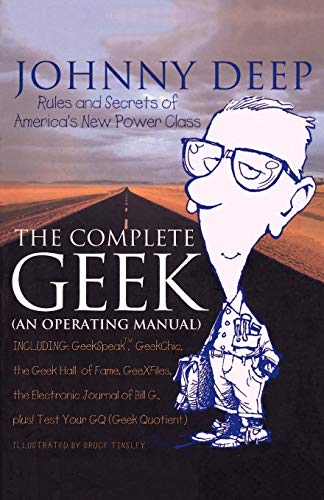 JOHNNY DEEP
Rules and Secrets of
America's New Power Class
THE COMPLETE
GEEK
(AN OPERATING MANUAL)
INCLUDING: GeekSpeak™, GeekChic,
the Geek Hall of Fame, GeeXFiles,
the Electronic Journal of Bill G.,
plus! Test Your GQ (Geek Quotient)
ILLUSTRATED BY BRUCE TINSLEY